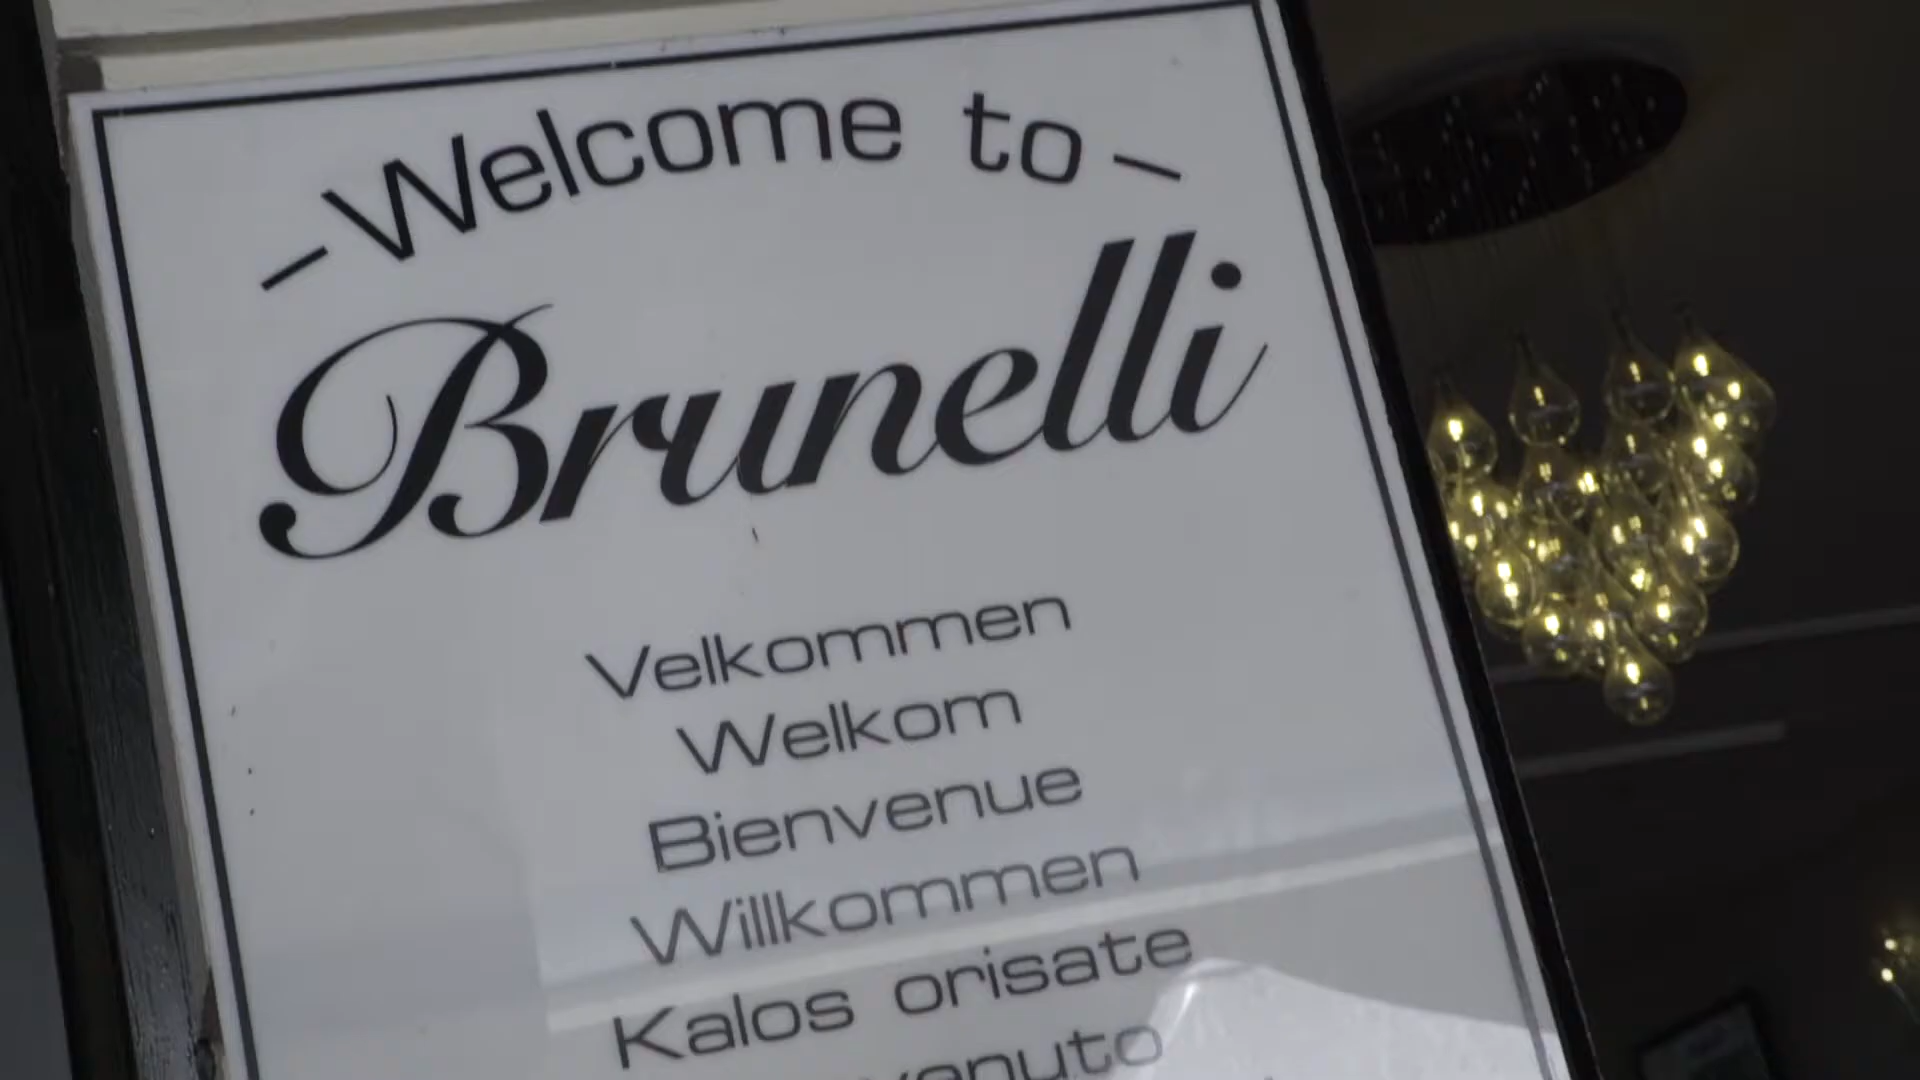 Welcome to
Brunelli
Velkommen
Welkom
Bienvenue
Willkommen
Kalos orisate